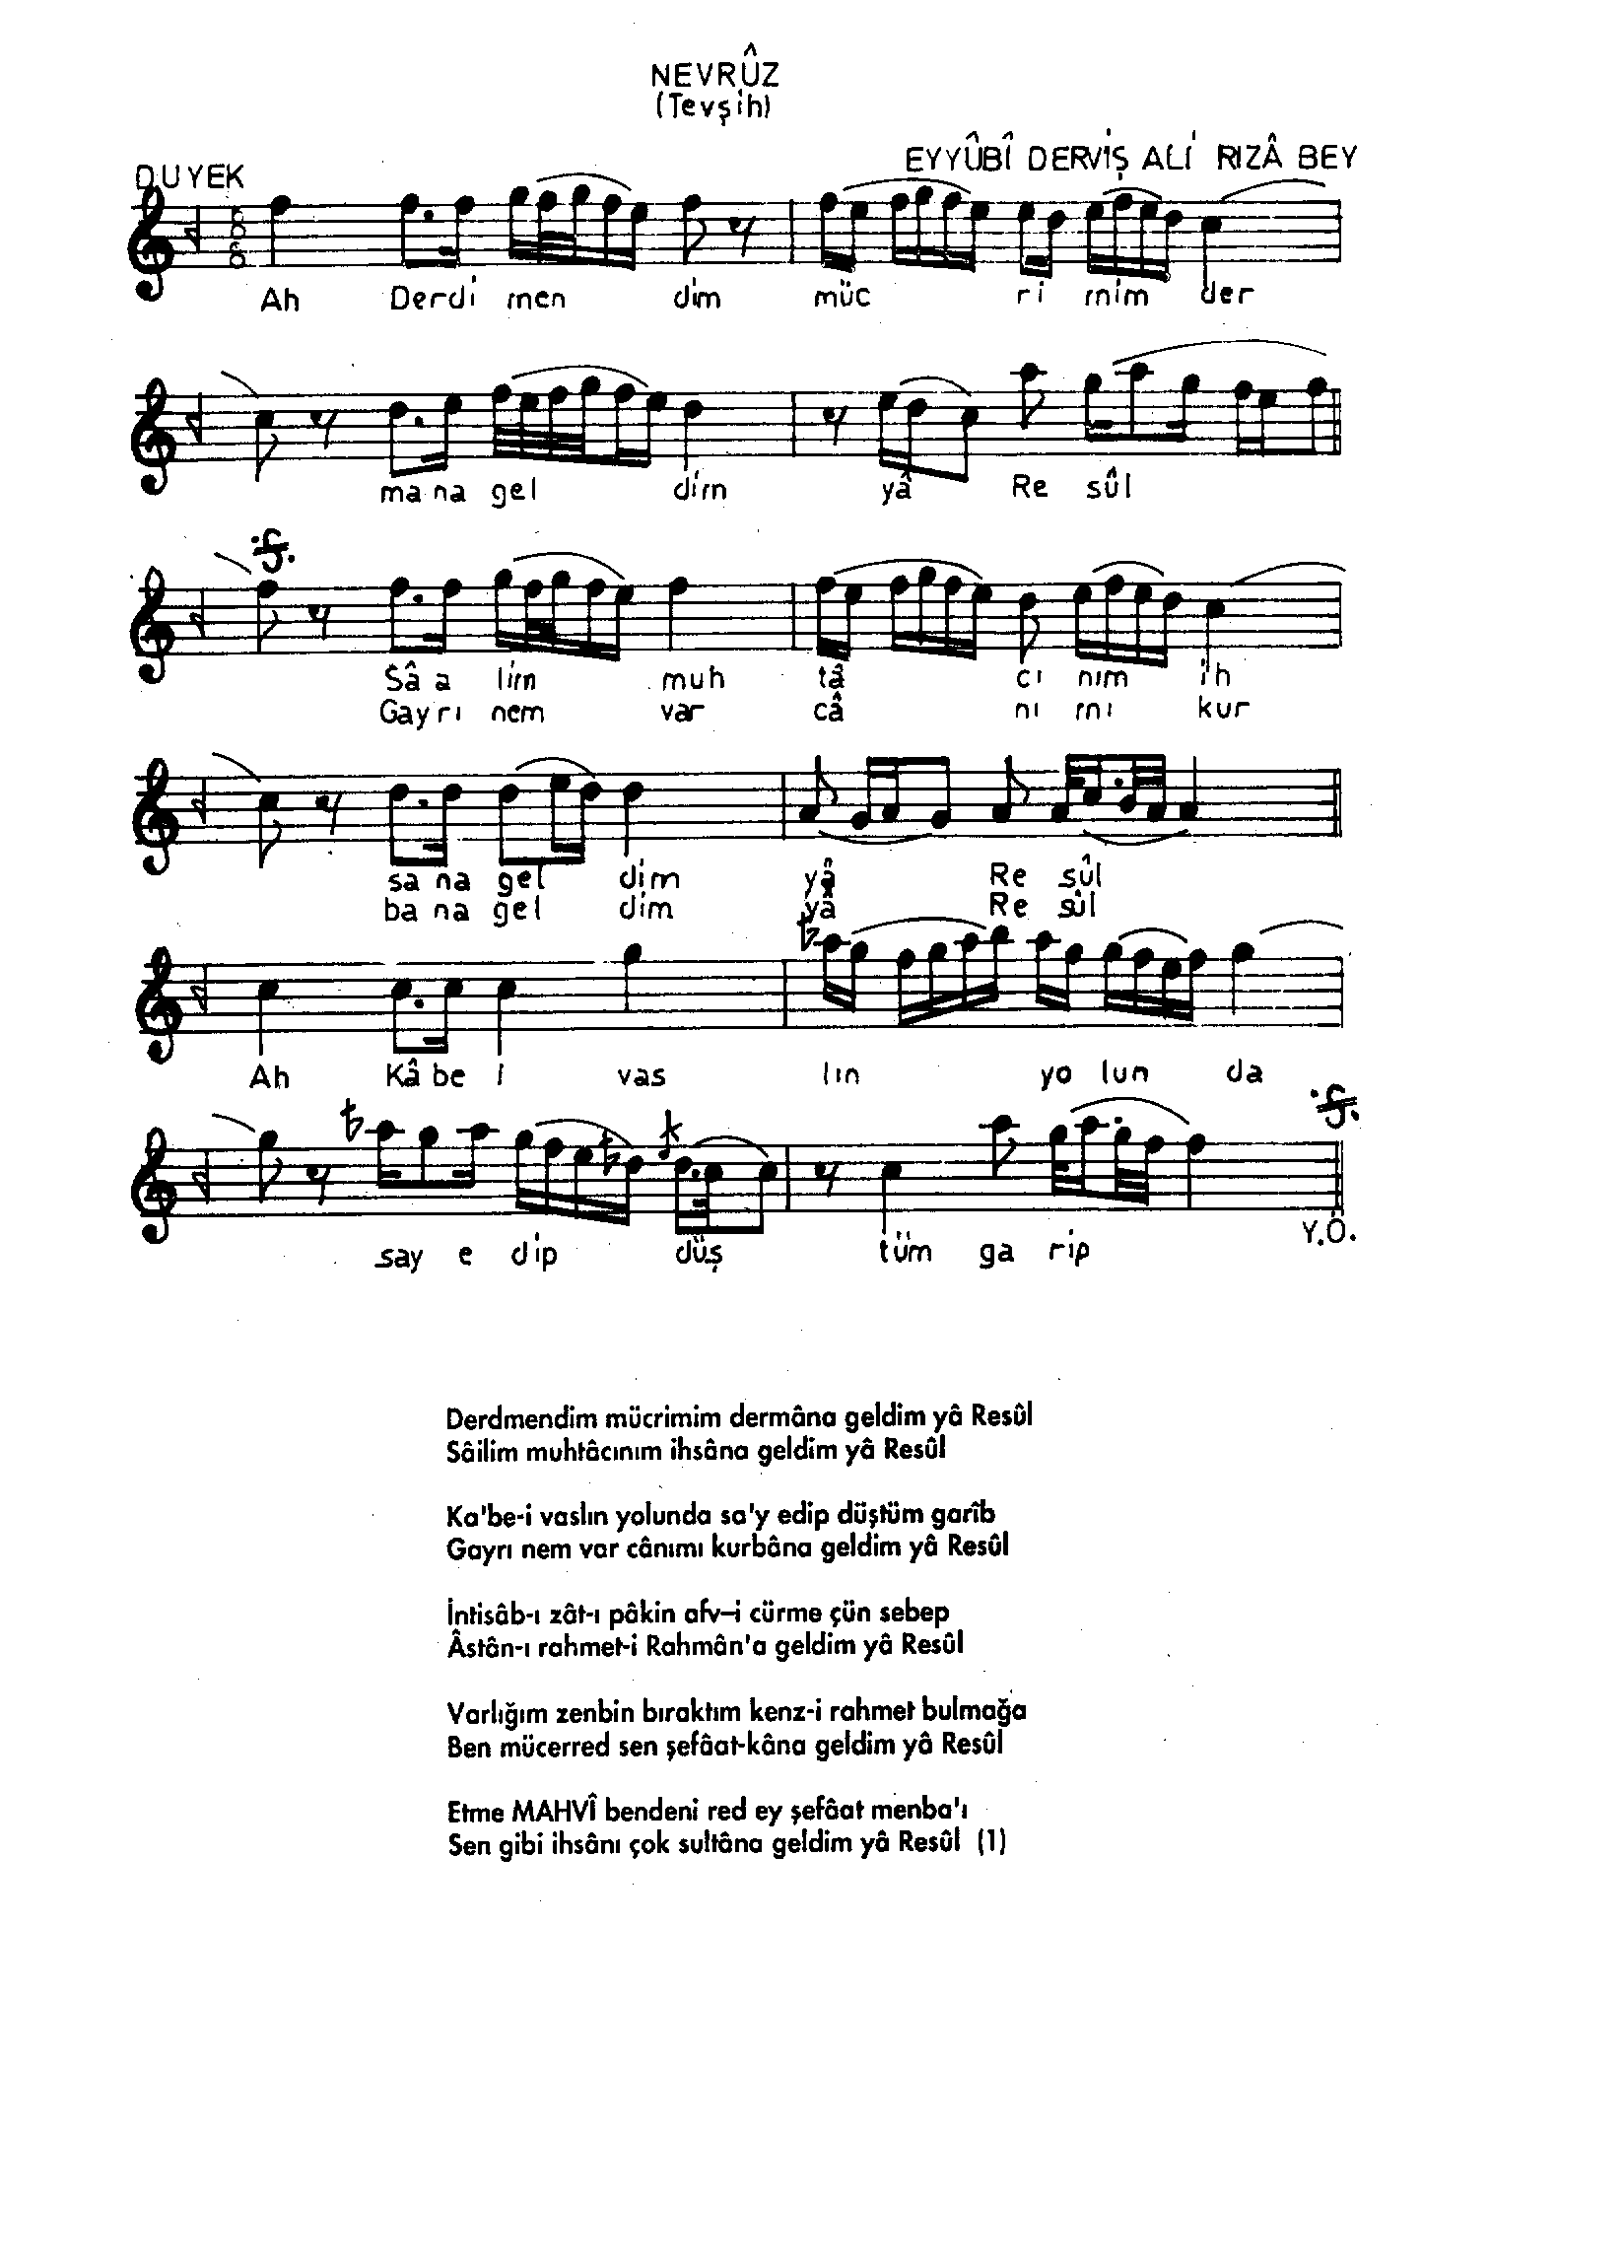 NEVRÛZ
(Tevşih)
DUYEK
EYYÛBÎ DERVİŞ ALİ RIZÂ BEY
8
8
Ah Derdi men dim müc ri mim der
ma na gel dim yâ Re sûl
Sâ a lim muh tâ cı nım ih
Gay rı nem var câ nı mı kur
sa na gel dim yâ Re sûl
ba na gel dim yâ Re sûl
Ah Kâ be i vas lın yo lun da
say e dip düş tüm ga rip
Y.Ö.
Derdmendim mücrimim dermâna geldim yâ Resûl
Sâilim muhtâcınım ihsâna geldim yâ Resûl
Ka'be-i vaslın yolunda sa'y edip düştüm garîb
Gayrı nem var cânımı kurbâna geldim yâ Resûl
İntisâb-ı zât-ı pâkin afv-i cürme çün sebep
Âstân-ı rahmet-i Rahmân'a geldim yâ Resûl
Varlığım zenbin bıraktım kenz-i rahmet bulmağa
Ben mücerred sen şefâat-kâna geldim yâ Resûl
Etme MAHVÎ bendeni red ey şefâat menba'ı
Sen gibi ihsânı çok sultâna geldim yâ Resûl (1)